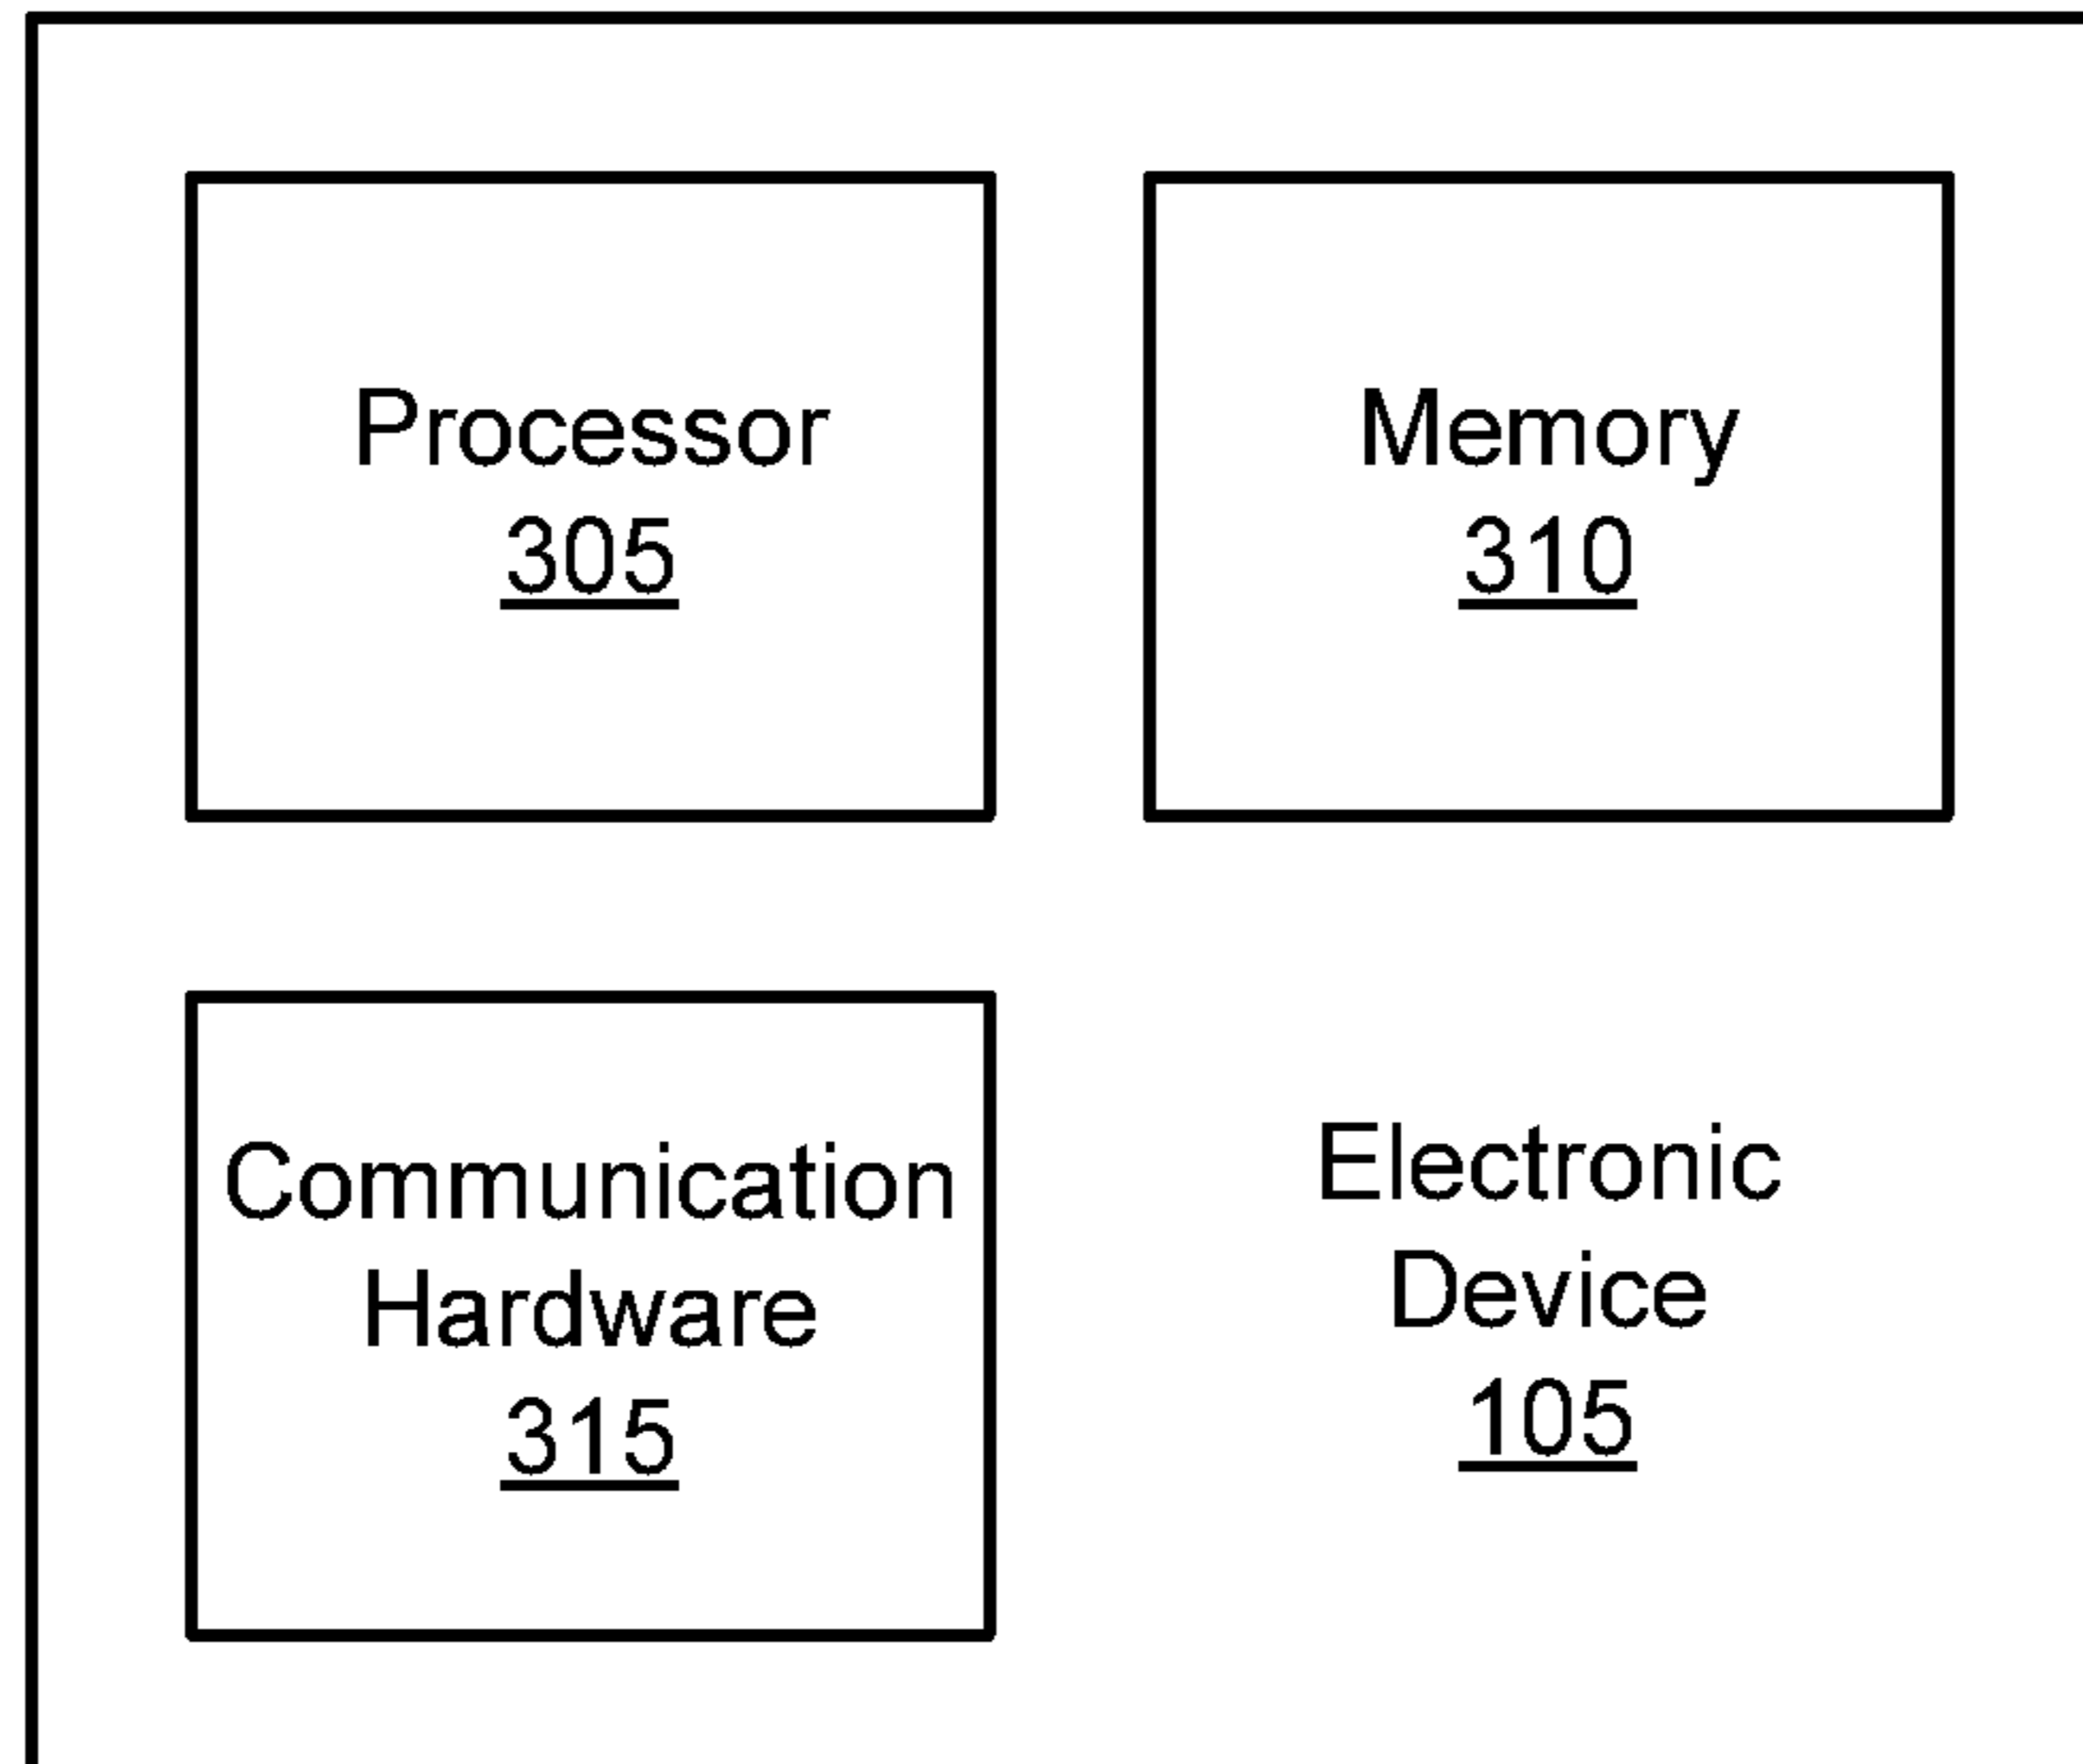 Processor
305
Memory
310
Communication
Hardware
315
Electronic
Device
105